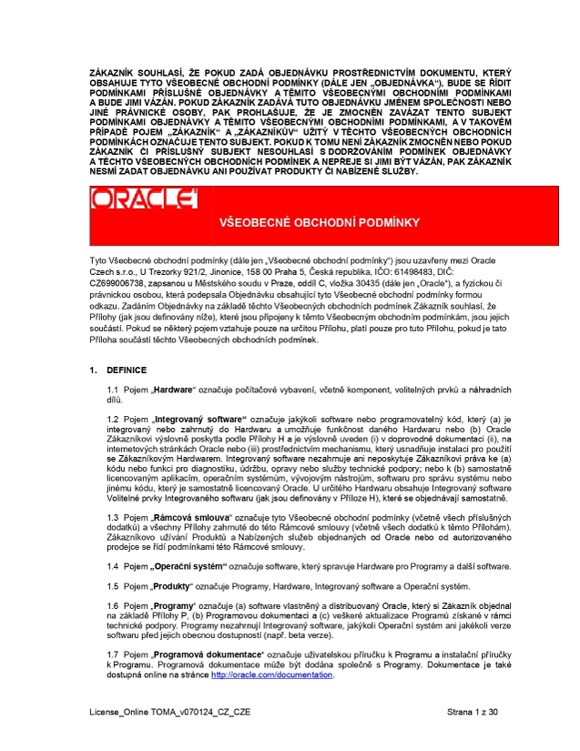 ZÁKAZNÍK SOUHLASÍ, ŽE POKUD ZADÁ OBJEDNÁVKU PROSTŘEDNICTVÍM DOKUMENTU, KTERÝ
OBSAHUJE TYTO VŠEOBECNÉ OBCHODNÍ PODMÍNKY (DÁLE JEN „OBJEDNÁVKA“), BUDE SE ŘÍDIT
PODMÍNKAMI PŘÍSLUŠNÉ OBJEDNÁVKY A TĚMITO VŠEOBECNÝMI OBCHODNÍMI PODMÍNKAMI
A BUDE JIMI VÁZÁN. POKUD ZÁKAZNÍK ZADÁVÁ TUTO OBJEDNÁVKU JMÉNEM SPOLEČNOSTI NEBO
JINÉ PRÁVNICKÉ OSOBY, PAK PROHLAŠUJE, ŽE JE ZMOCNĚN ZAVÁZAT TENTO SUBJEKT
PODMÍNKAMI OBJEDNÁVKY A TĚMITO VŠEOBECNÝMI OBCHODNÍMI PODMÍNKAMI, A V TAKOVÉM
PŘÍPADĚ POJEM „ZÁKAZNÍK“ A „ZÁKAZNÍKŮV“ UŽITÝ V TĚCHTO VŠEOBECNÝCH OBCHODNÍCH
PODMÍNKÁCH OZNAČUJE TENTO SUBJEKT. POKUD K TOMU NENÍ ZÁKAZNÍK ZMOCNĚN NEBO POKUD
ZÁKAZNÍK ČI PŘÍSLUŠNÝ SUBJEKT NESOUHLASÍ S DODRŽOVÁNÍM PODMÍNEK OBJEDNÁVKY
A TĚCHTO VŠEOBECNÝCH OBCHODNÍCH PODMÍNEK A NEPŘEJE SI JIMI BÝT VÁZÁN, PAK ZÁKAZNÍK
NESMÍ ZADAT OBJEDNÁVKU ANI POUŽÍVAT PRODUKTY ČI NABÍZENÉ SLUŽBY.
ORACLE
VŠEOBECNÉ OBCHODNÍ PODMÍNKY
Tyto Všeobecné obchodní podmínky (dále jen „Všeobecné obchodní podmínky“) jsou uzavřeny mezi Oracle
Czech s.r.o., U Trezorky 921/2, Jinonice, 158 00 Praha 5, Česká republika, IČO: 61498483, DIČ:
CZ699006738, zapsanou u Městského soudu v Praze, oddíl C, vložka 30435 (dále jen „Oracle“), a fyzickou či
právnickou osobou, která podepsala Objednávku obsahující tyto Všeobecné obchodní podmínky formou
odkazu. Zadáním Objednávky na základě těchto Všeobecných obchodních podmínek Zákazník souhlasí, že
Přílohy (jak jsou definovány níže), které jsou připojeny k těmto Všeobecným obchodním podmínkám, jsou jejich
součástí. Pokud se některý pojem vztahuje pouze na určitou Přílohu, platí pouze pro tuto Přílohu, pokud je tato
Příloha součástí těchto Všeobecných obchodních podmínek.
1. DEFINICE
1.1 Pojem „Hardware“ označuje počítačové vybavení, včetně komponent, volitelných prvků a náhradních
dílů.
1.2 Pojem „Integrovaný software“ označuje jakýkoli software nebo programovatelný kód, který (a) je
integrovaný nebo zahrnutý do Hardwaru a umožňuje funkčnost daného Hardwaru nebo (b) Oracle
Zákazníkovi výslovně poskytla podle Přílohy H a je výslovně uveden (i) v doprovodné dokumentaci (ii), na
internetových stránkách Oracle nebo (iii) prostřednictvím mechanismu, který usnadňuje instalaci pro použití
se Zákazníkovým Hardwarem. Integrovaný software nezahrnuje ani neposkytuje Zákazníkovi práva ke (a)
kódu nebo funkci pro diagnostiku, údržbu, opravy nebo služby technické podpory; nebo k (b) samostatně
licencovaným aplikacím, operačním systémům, vývojovým nástrojům, softwaru pro správu systému nebo
jinému kódu, který je samostatně licencovaný Oracle. U určitého Hardwaru obsahuje Integrovaný software
Volitelné prvky Integrovaného softwaru (jak jsou definovány v Příloze H), které se objednávají samostatně.
1.3 Pojem „Rámcová smlouva“ označuje tyto Všeobecné obchodní podmínky (včetně všech příslušných
dodatků) a všechny Přílohy zahrnuté do této Rámcové smlouvy (včetně všech dodatků k těmto Přílohám).
Zákazníkovo užívání Produktů a Nabízených služeb objednaných od Oracle nebo od autorizovaného
prodejce se řídí podmínkami této Rámcové smlouvy.
1.4 Pojem „Operační systém“ označuje software, který spravuje Hardware pro Programy a další software.
1.5 Pojem „Produkty“ označuje Programy, Hardware, Integrovaný software a Operační systém.
1.6 Pojem „Programy“ označuje (a) software vlastněný a distribuovaný Oracle, který si Zákazník objednal
na základě Přílohy P, (b) Programovou dokumentaci a (c) veškeré aktualizace Programů získané v rámci
technické podpory. Programy nezahrnují Integrovaný software, jakýkoli Operační systém ani jakékoli verze
softwaru před jejich obecnou dostupností (např. beta verze).
1.7 Pojem „Programová dokumentace“ označuje uživatelskou příručku k Programu a instalační příručky
k Programu. Programová dokumentace může být dodána společně s Programy. Dokumentace je také
dostupná online na stránce http://oracle.com/documentation.
License_Online TOMA_v070124_CZ_CZE
Strana 1 z 30